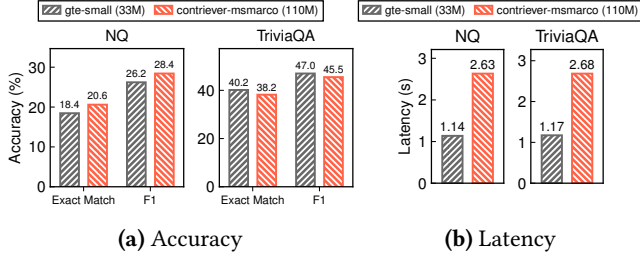 gte-small (33M) contriever-msmarco (110M)
NQ
Accuracy (%)
30
20
10
0
18.4
20.6
26.2
28.4
Exact Match
F1
TriviaQA
40
20
0
40.2
38.2
47.0
45.5
Exact Match
F1
(a) Accuracy
gte-small (33M) contriever-msmarco (110M)
NQ
Latency (s)
3
2
1
0
1.14
2.63
TriviaQA
3
2
1
0
1.17
2.68
(b) Latency